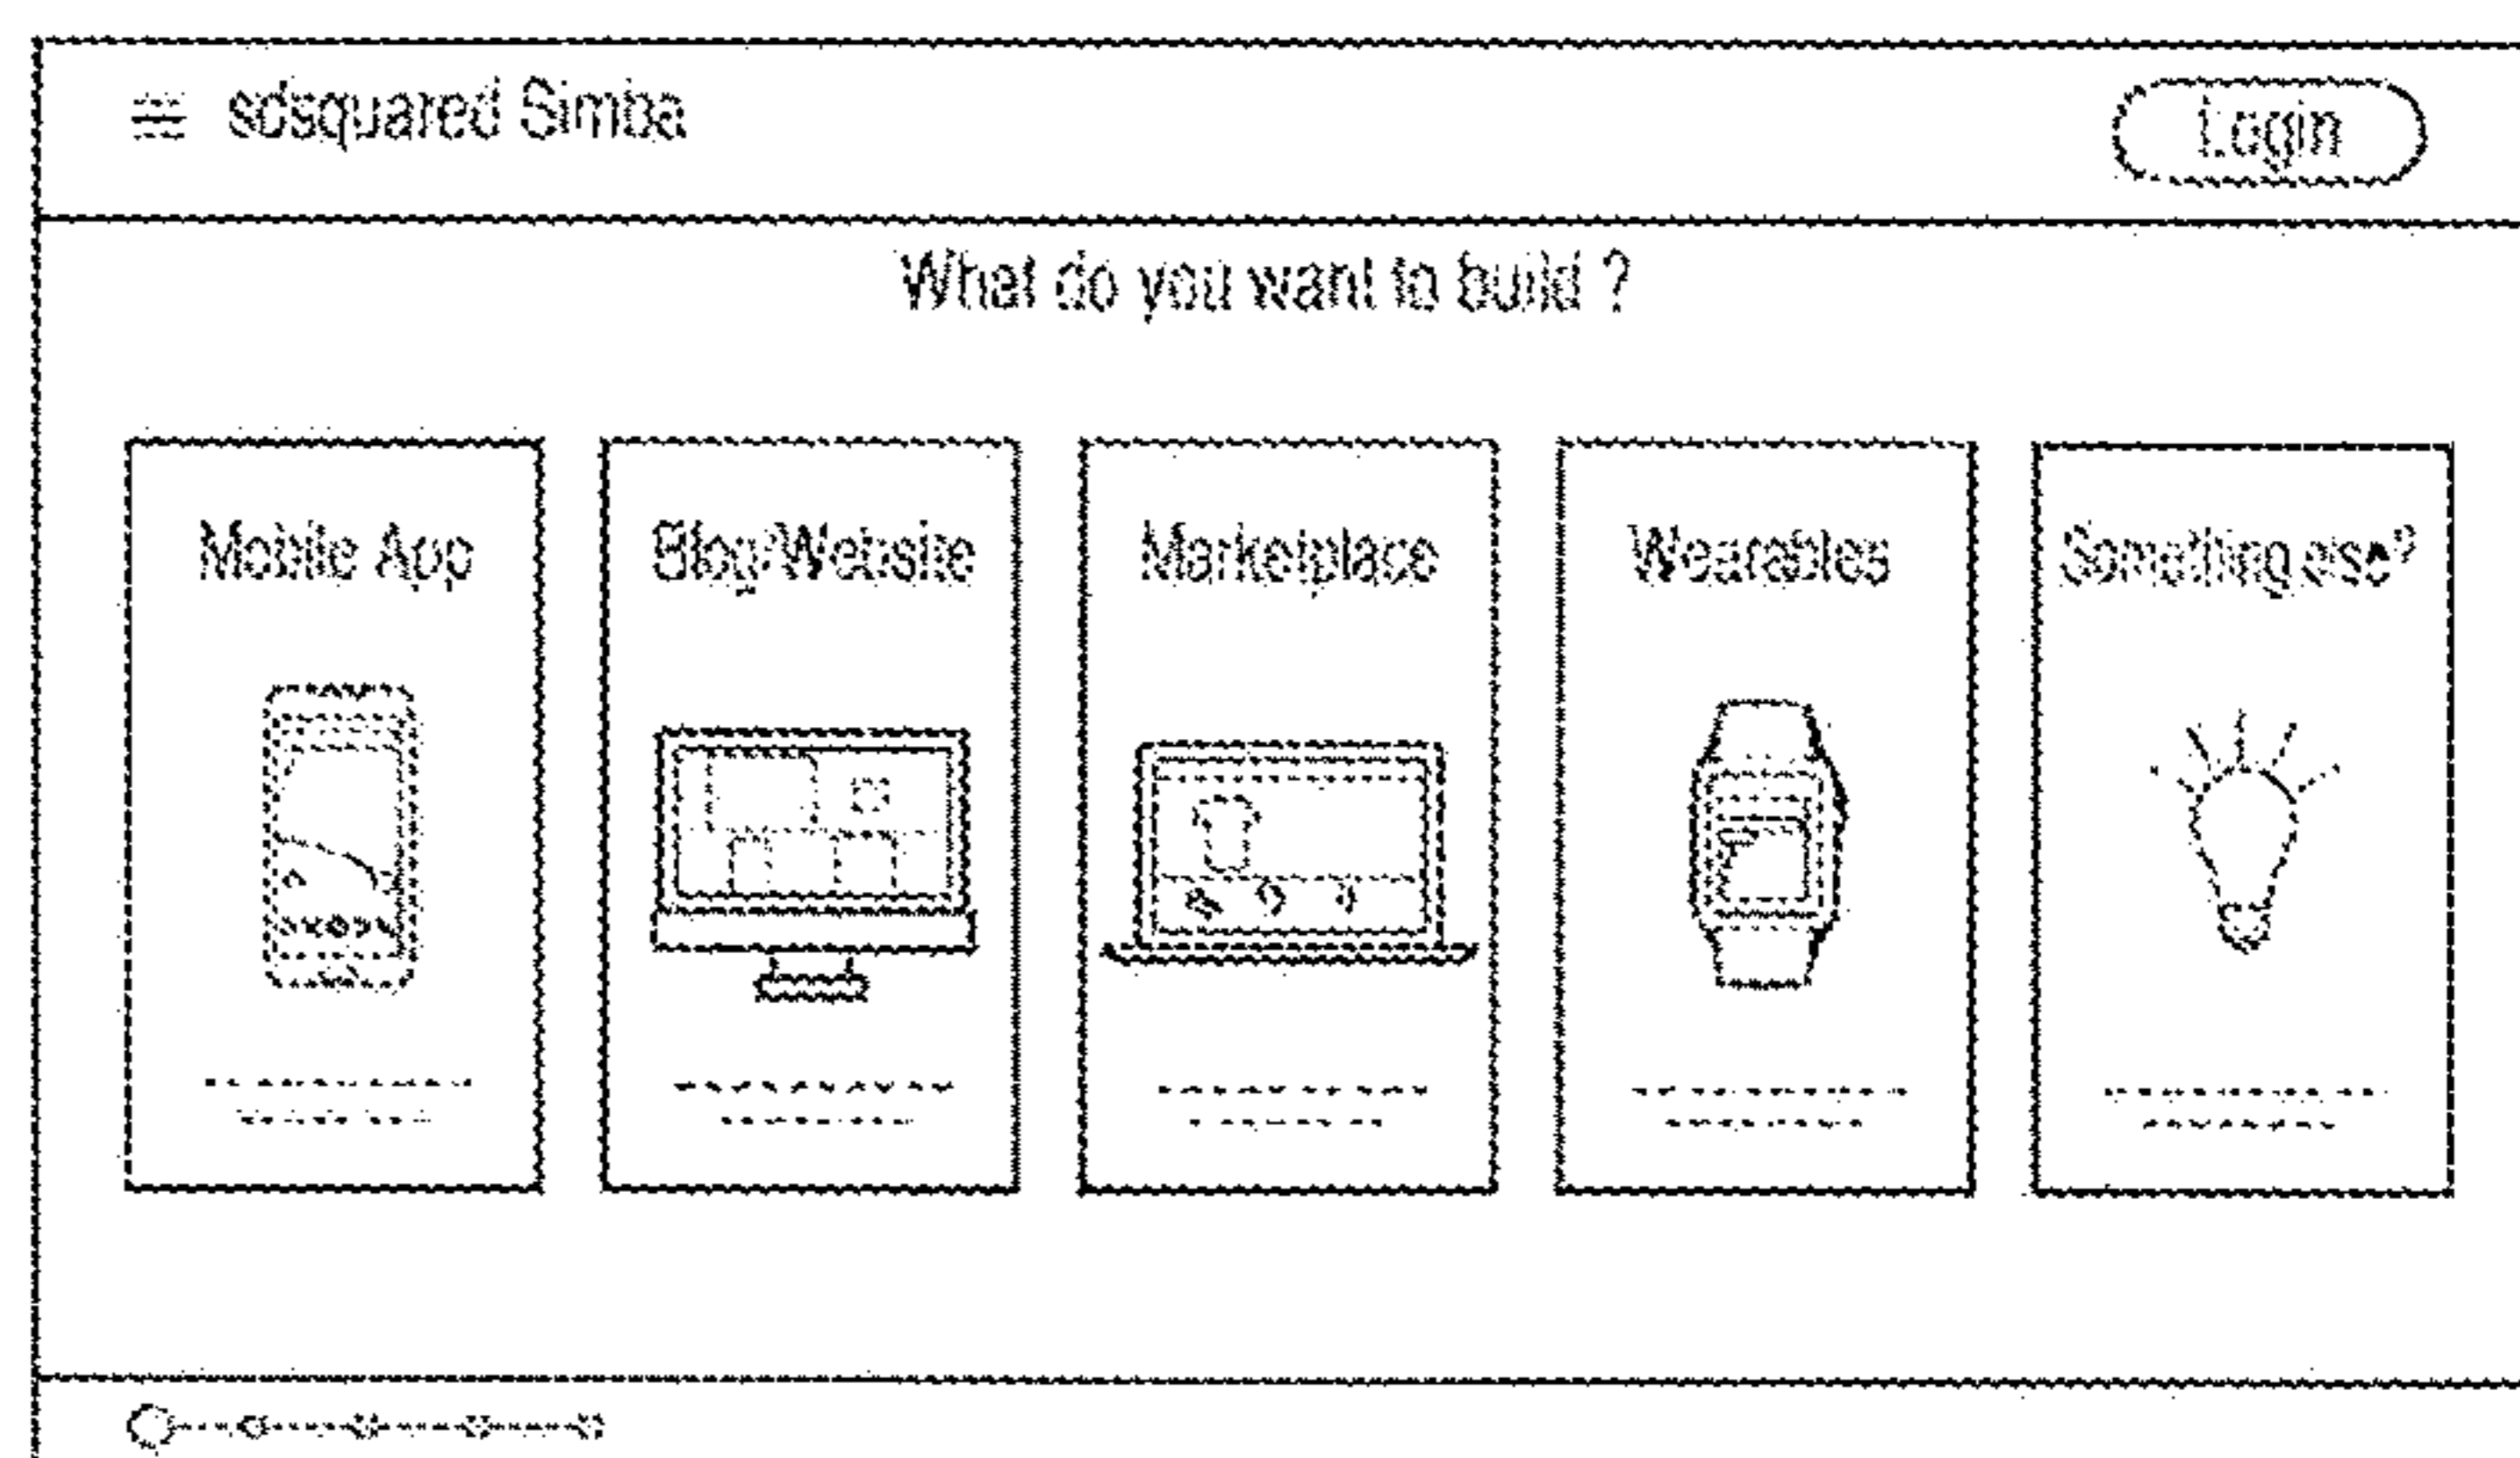 sdsquared Simba
Login
What do you want to build ?
Mobile App
Blog/Website
Marketplace
Wearables
Something else?